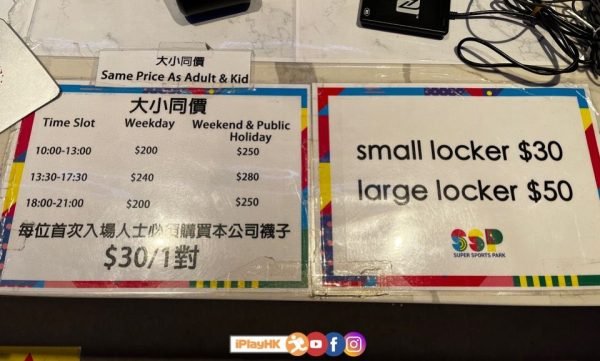 大小同價
Same Price As Adult & Kid
大小同價
Time Slot Weekday Weekend & Public Holiday
10:00-13:00 $200 $250
13:30-17:30 $240 $280
18:00-21:00 $200 $250
每位首次入場人士必須購買本公司襪子
$30/1對
small locker $30
large locker $50
SSP
SUPER SPORTS PARK
iPlayHK